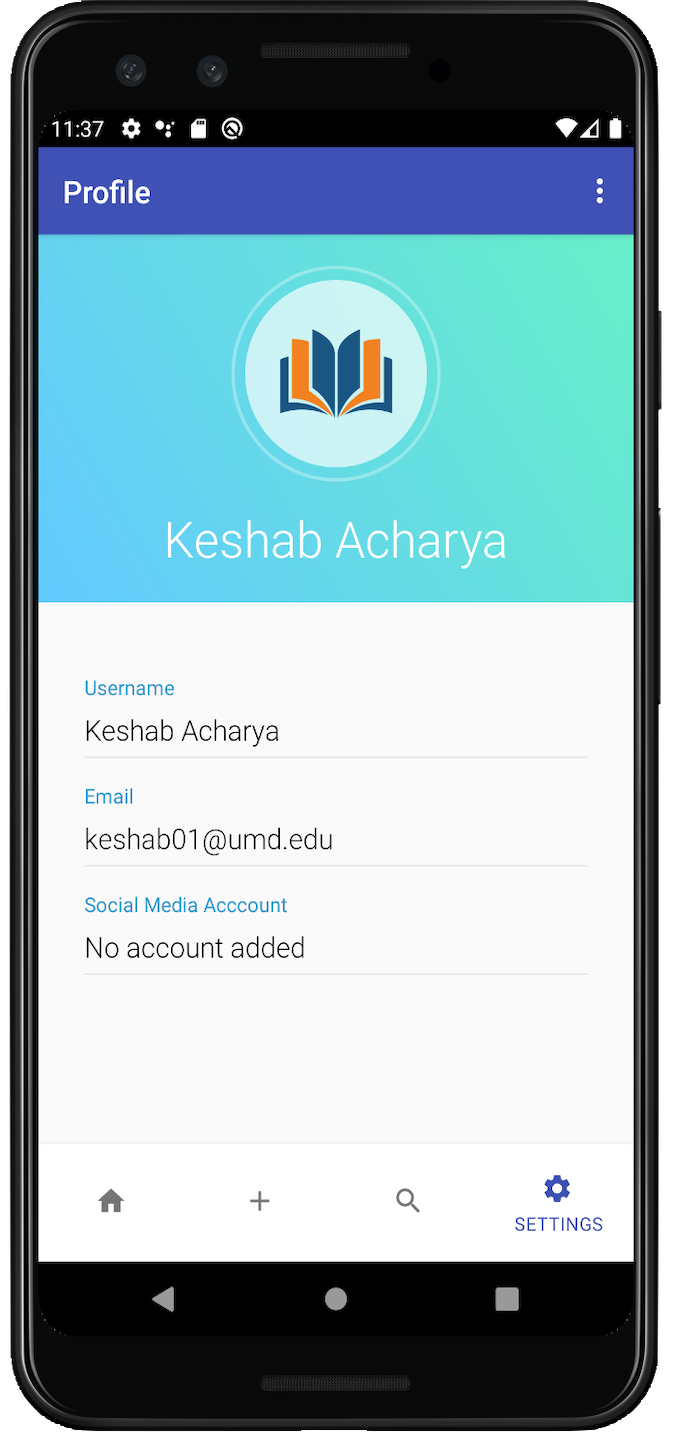 11:37
Profile
Keshab Acharya
Username
Keshab Acharya
Email
keshab01@umd.edu
Social Media Acccount
No account added
SETTINGS